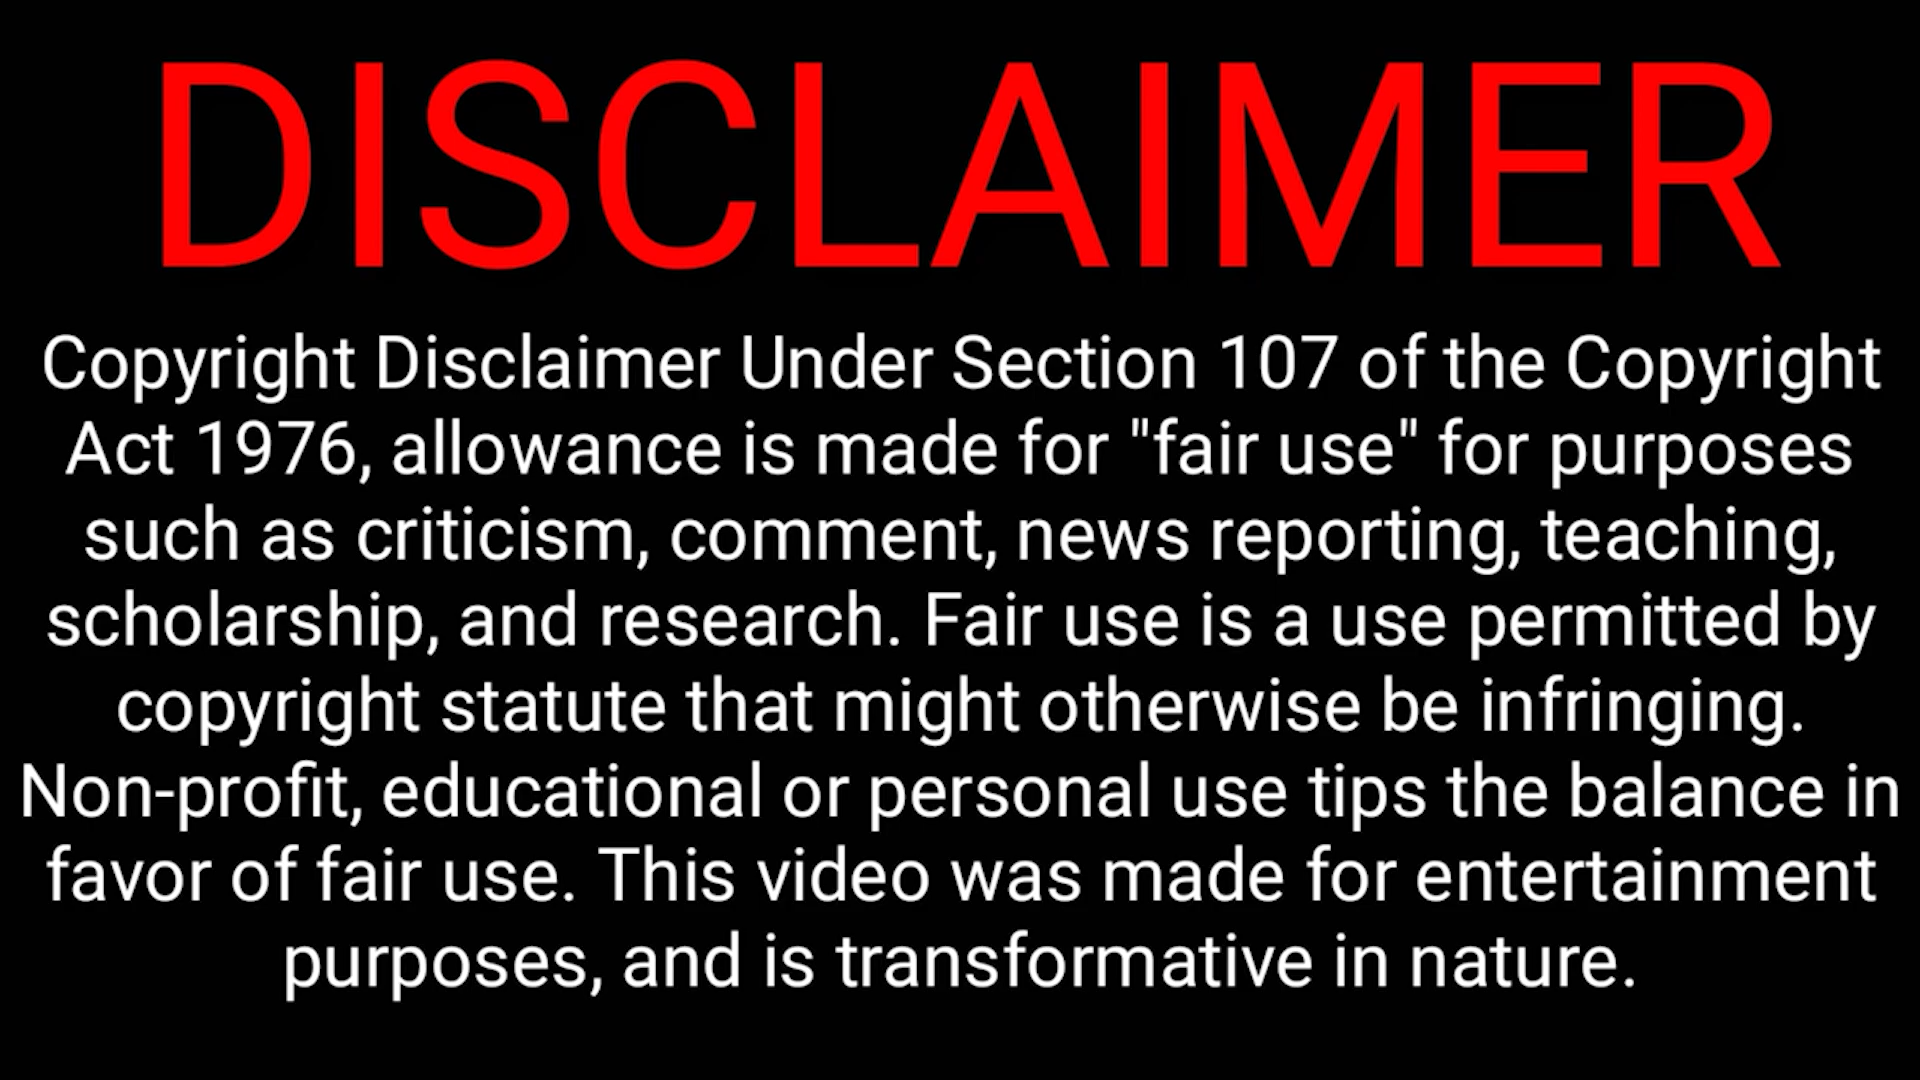 DISCLAIMER
Copyright Disclaimer Under Section 107 of the Copyright
Act 1976, allowance is made for "fair use" for purposes
such as criticism, comment, news reporting, teaching,
scholarship, and research. Fair use is a use permitted by
copyright statute that might otherwise be infringing.
Non-profit, educational or personal use tips the balance in
favor of fair use. This video was made for entertainment
purposes, and is transformative in nature.